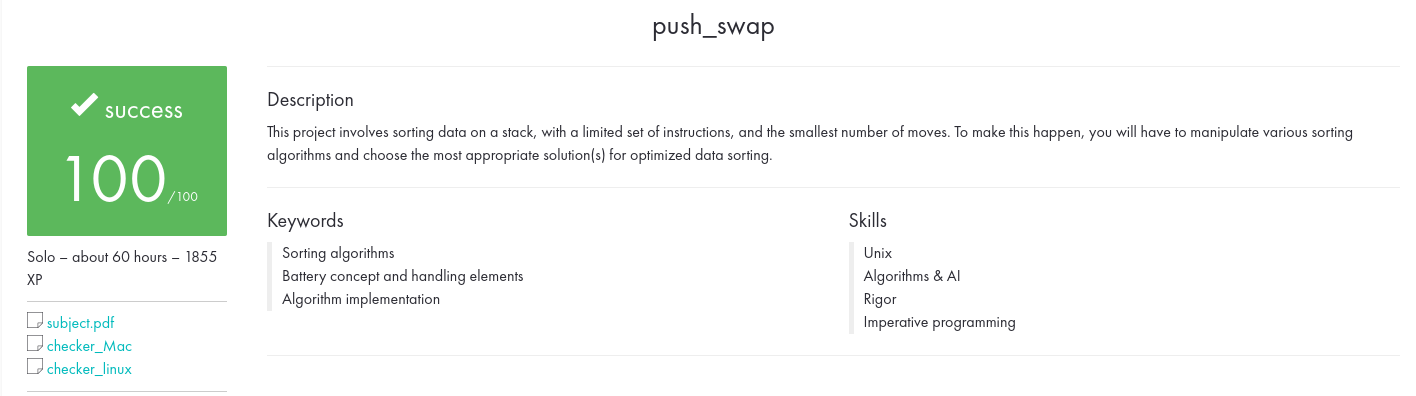 push_swap
success
100/100
Solo – about 60 hours – 1855
XP
subject.pdf
checker_Mac
checker_linux
Description
This project involves sorting data on a stack, with a limited set of instructions, and the smallest number of moves. To make this happen, you will have to manipulate various sorting
algorithms and choose the most appropriate solution(s) for optimized data sorting.
Keywords
Sorting algorithms
Battery concept and handling elements
Algorithm implementation
Skills
Unix
Algorithms & AI
Rigor
Imperative programming